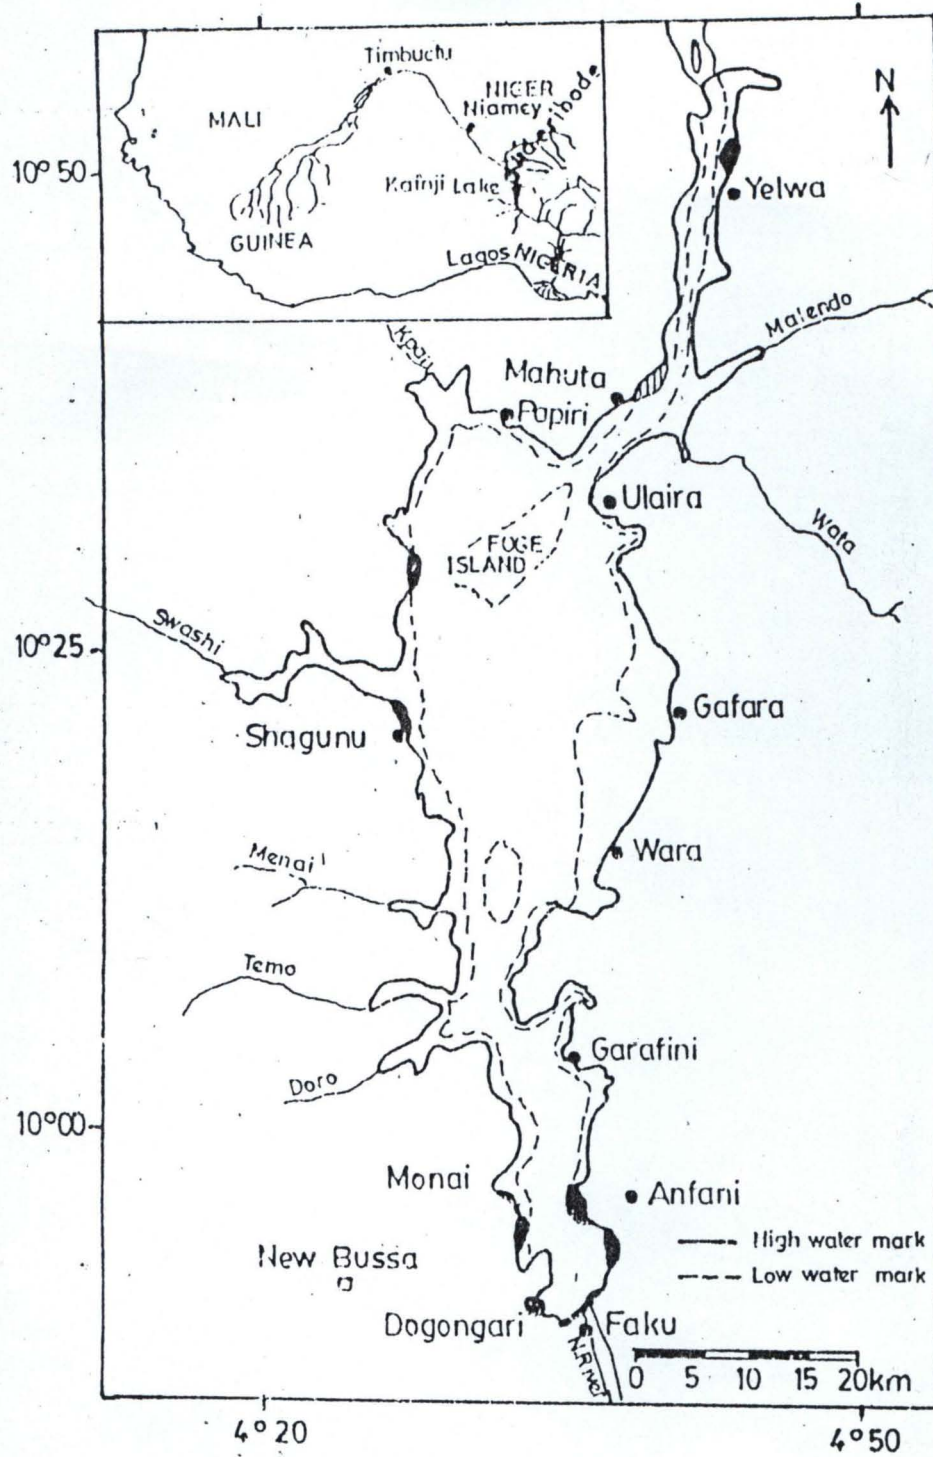 Timbuctu
NIGER
Niamey
MALI
Kainji Lake
GUINEA
Lagos
NIGERIA
N
10° 50
Yelwa
Malendo
Mahuta
Papiri
Ulaira
FOGE
ISLAND
Wata
Swashi
10° 25
Gafara
Shagunu
Wara
Menai
Temo
Garafini
Doro
10°00
Monai
Anfani
High water mark
New Bussa
Low water mark
Dogongari
Faku
N.River
0 5 10 15 20km
4°20
4°50